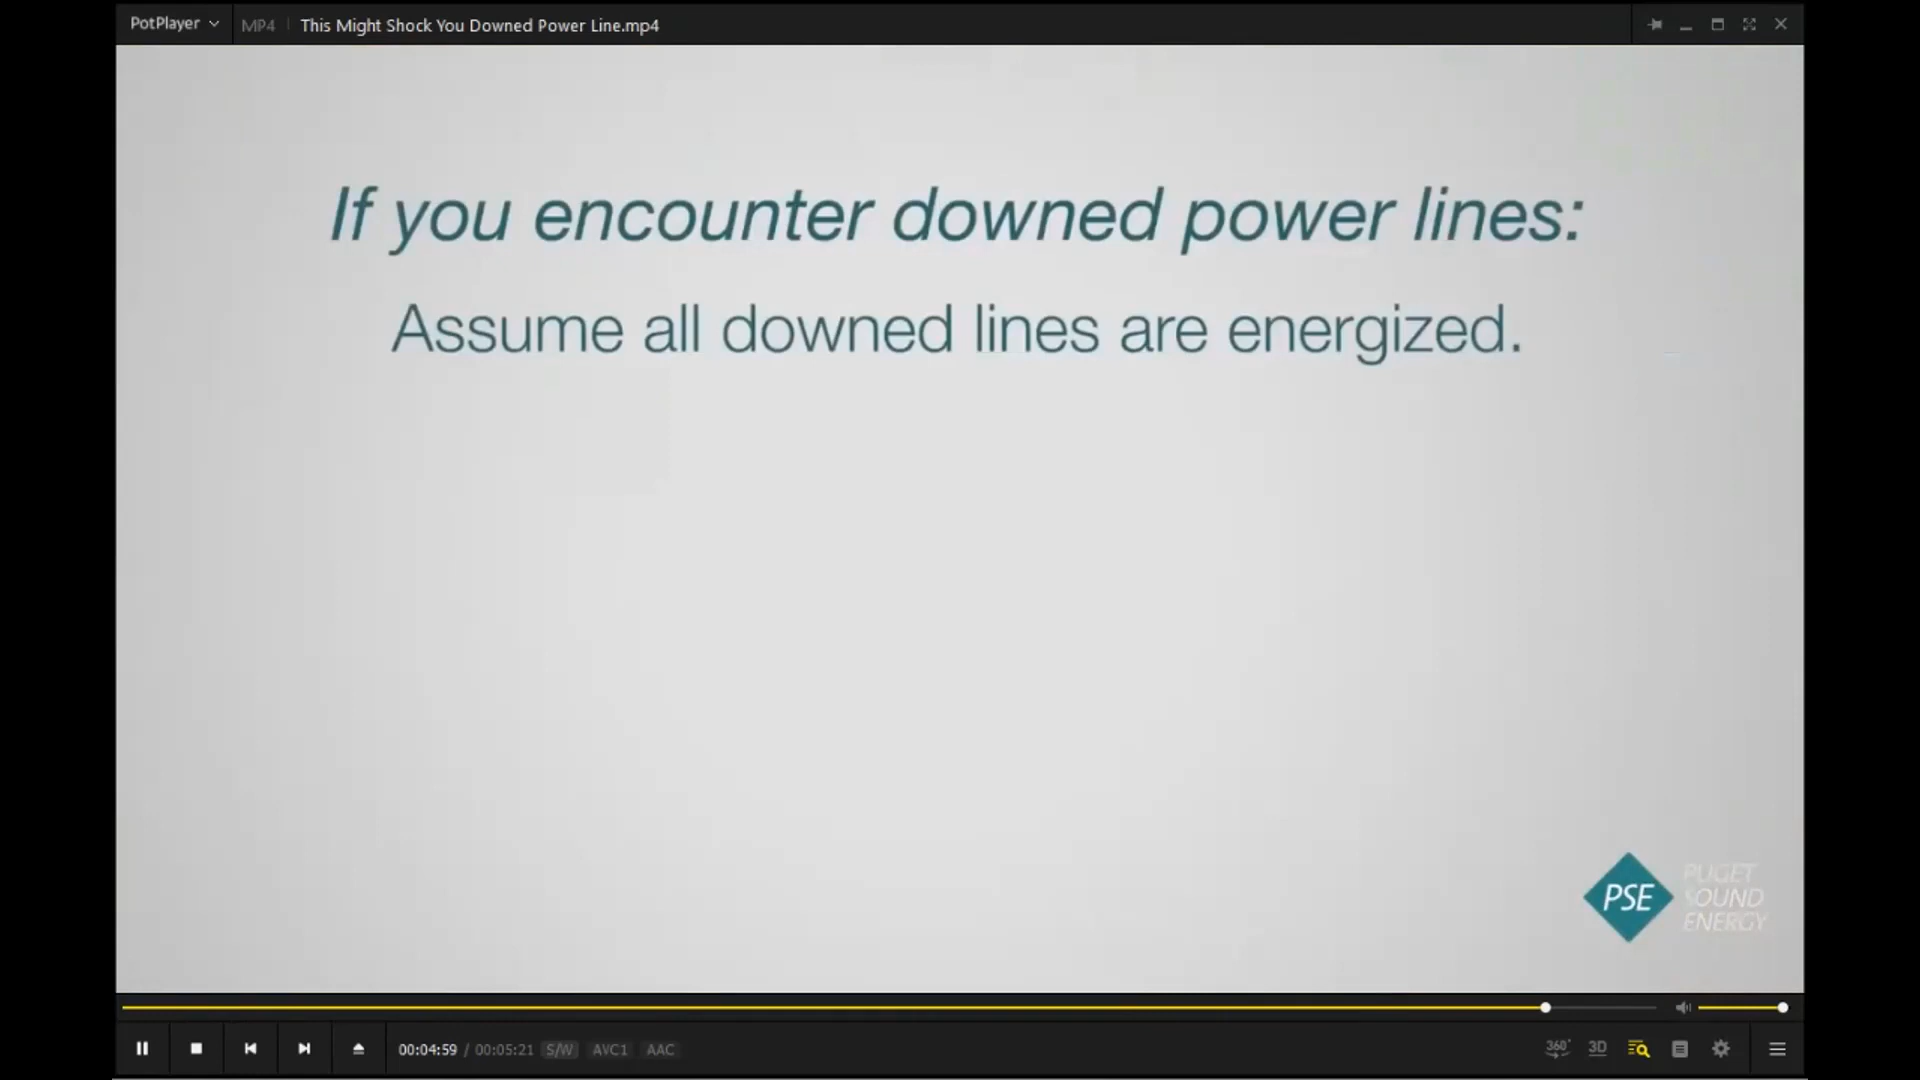 PotPlayer
MP4
This Might Shock You Downed Power Line.mp4
If you encounter downed power lines:
Assume all downed lines are energized.
PSE
PUGET
SOUND
ENERGY
00:04:59 / 00:05:21 S/W AVC1 AAC
360°
3D